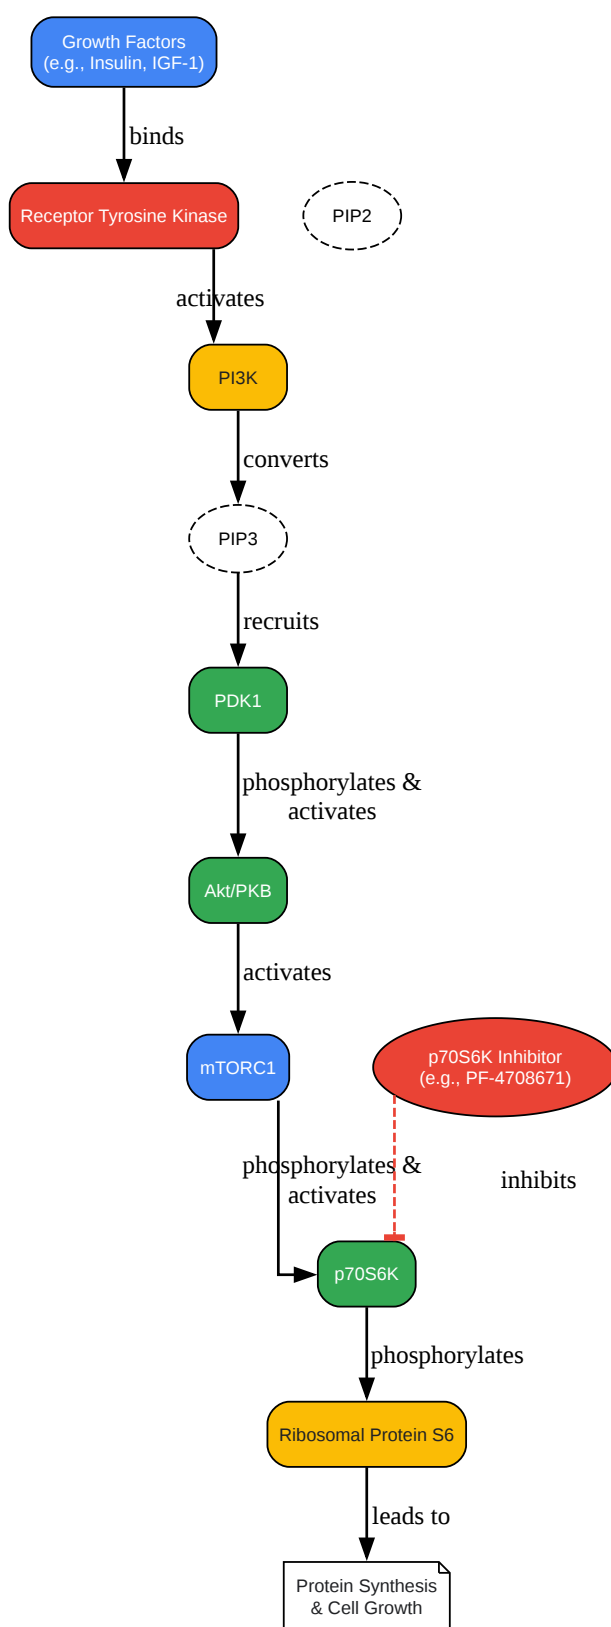 Growth Factors
(e.g., Insulin, IGF-1)
binds
Receptor Tyrosine Kinase
PIP2
activates
PI3K
converts
PIP3
recruits
PDK1
phosphorylates &
activates
Akt/PKB
activates
mTORC1
p70S6K Inhibitor
(e.g., PF-4708671)
phosphorylates &
activates
inhibits
p70S6K
phosphorylates
Ribosomal Protein S6
leads to
Protein Synthesis
& Cell Growth